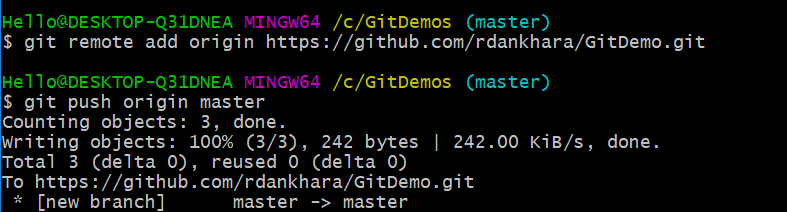 Hello@DESKTOP-Q31DNEA MINGW64 /c/GitDemos (master)
$ git remote add origin https://github.com/rdankhara/GitDemo.git
Hello@DESKTOP-Q31DNEA MINGW64 /c/GitDemos (master)
$ git push origin master
Counting objects: 3, done.
Writing objects: 100% (3/3), 242 bytes | 242.00 KiB/s, done.
Total 3 (delta 0), reused 0 (delta 0)
To https://github.com/rdankhara/GitDemo.git
 * [new branch]      master -> master